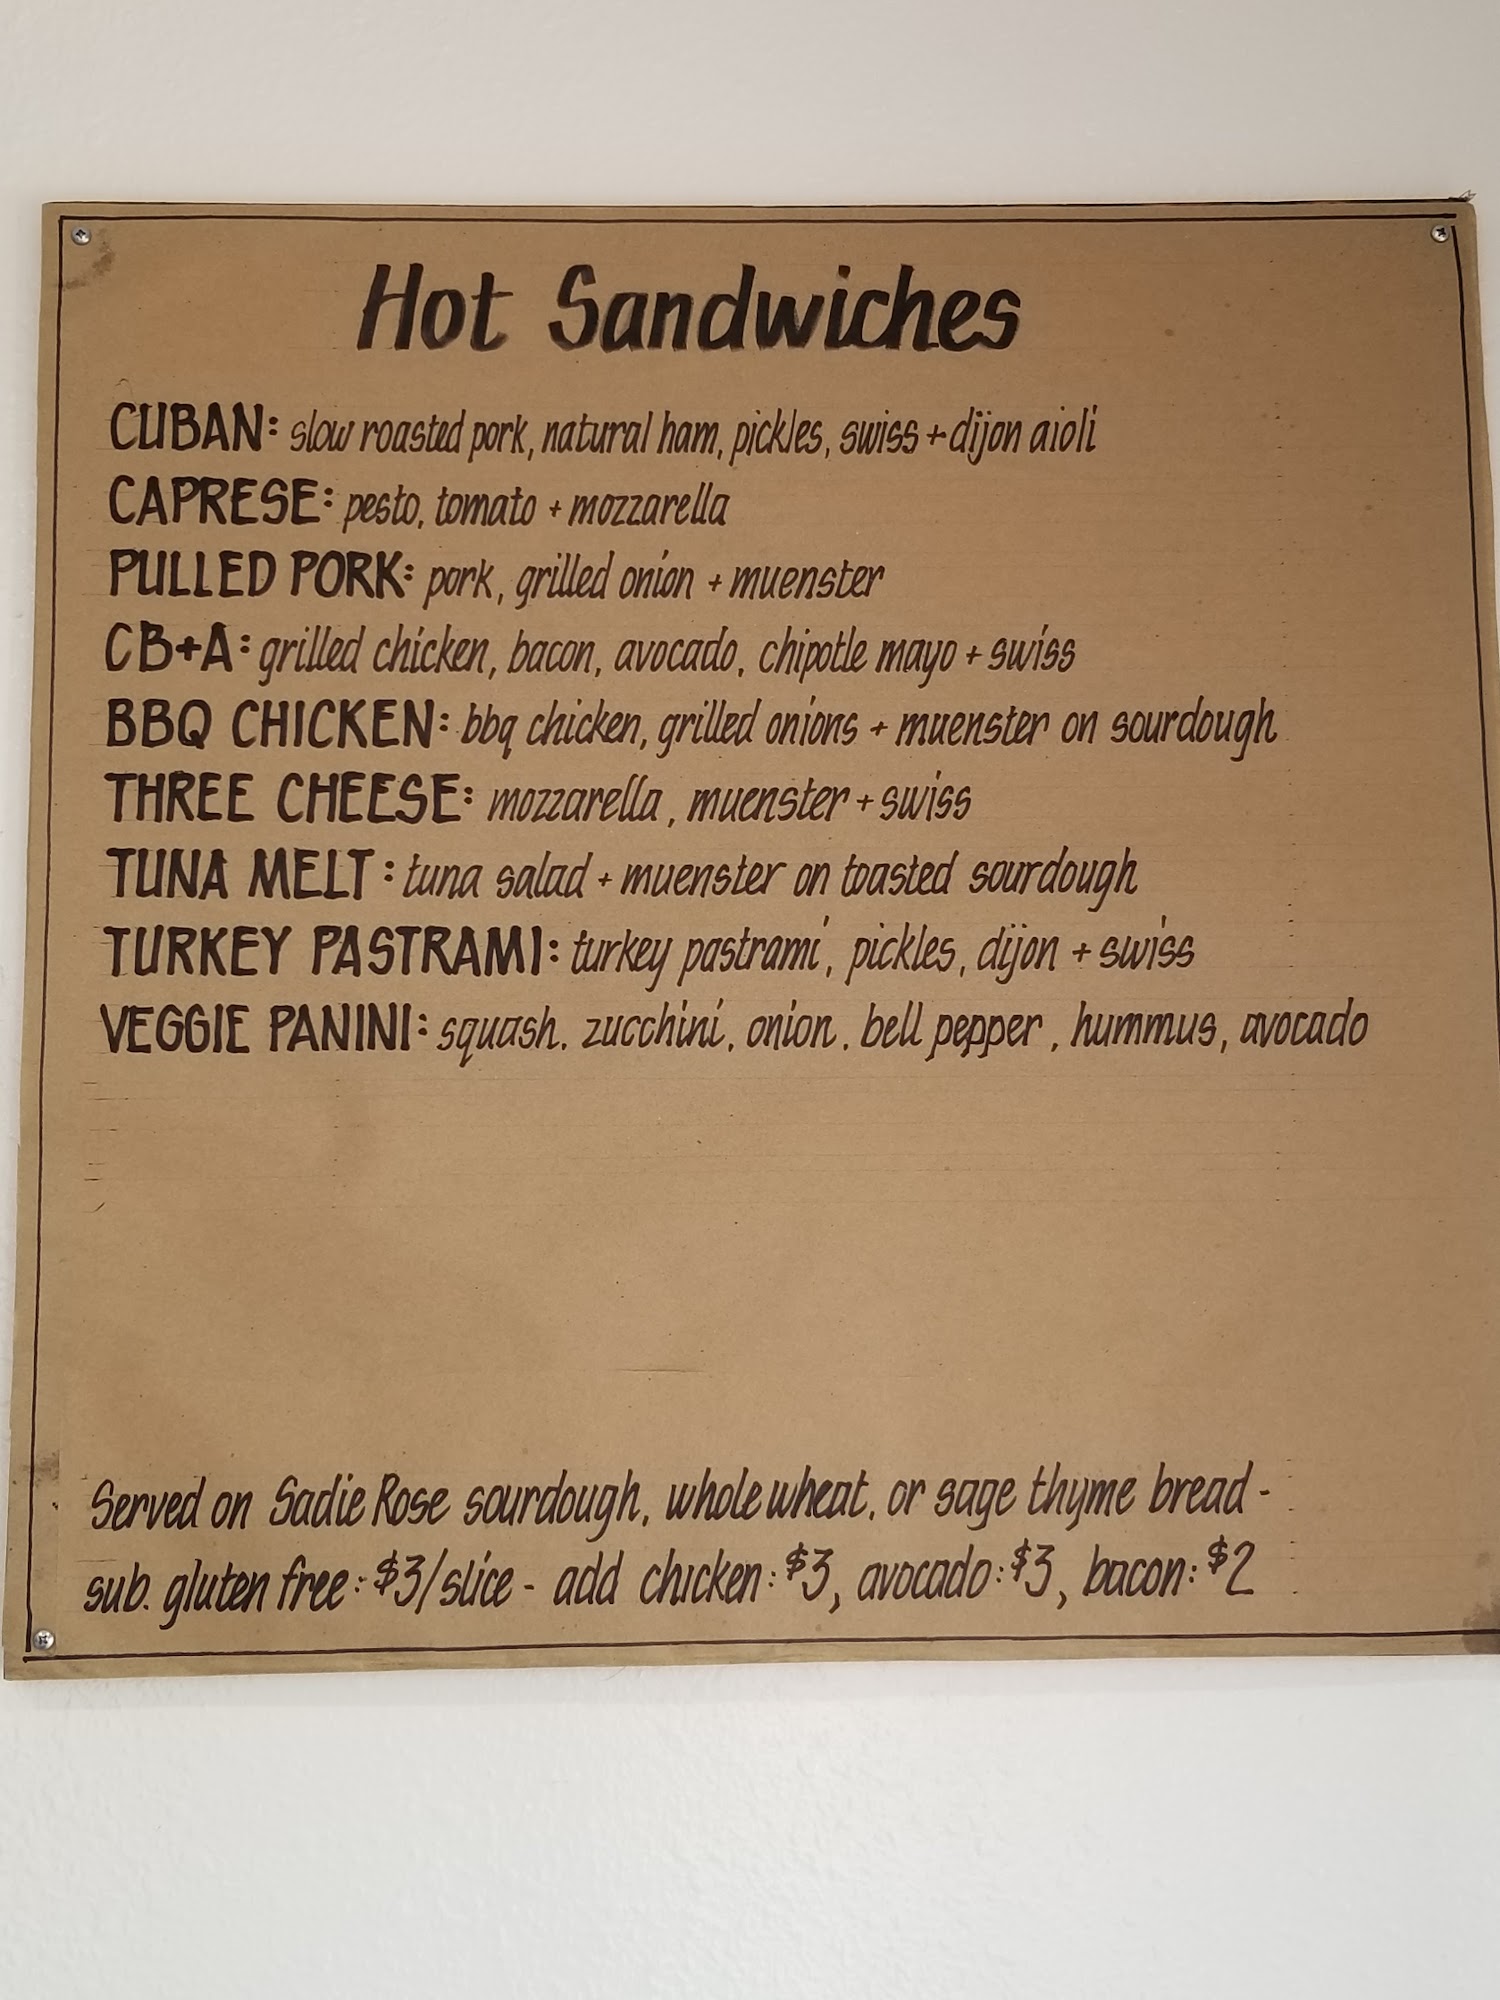 Hot Sandwiches
CUBAN: slow roasted pork, natural ham, pickles, swiss + dijon aioli
CAPRESE: pesto, tomato + mozzarella
PULLED PORK: pork, grilled onion + muenster
CB+A: grilled chicken, bacon, avocado, chipotle mayo + swiss
BBQ CHICKEN: bbq chicken, grilled onions + muenster on sourdough
THREE CHEESE: mozzarella, muenster + swiss
TUNA MELT: tuna salad + muenster on toasted sourdough
TURKEY PASTRAMI: turkey pastrami, pickles, dijon + swiss
VEGGIE PANINI: squash, zucchini, onion, bell pepper, hummus, avocado
Served on Sadie Rose sourdough, whole wheat, or sage thyme bread -
sub. gluten free: $3/slice - add chicken: $3, avocado: $3, bacon: $2